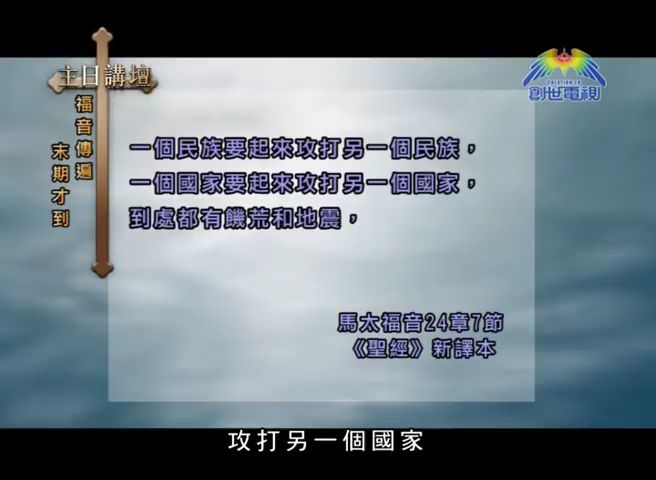 主日講壇
福音傳遍
末期才到
創世電視
一個民族要起來攻打另一個民族，
一個國家要起來攻打另一個國家，
到處都有饑荒和地震，
馬太福音24章7節
《聖經》新譯本
攻打另一個國家